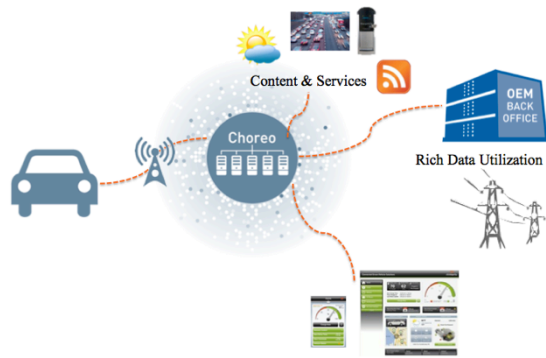 Content & Services
Choreo
OEM
BACK
OFFICE
Rich Data Utilization